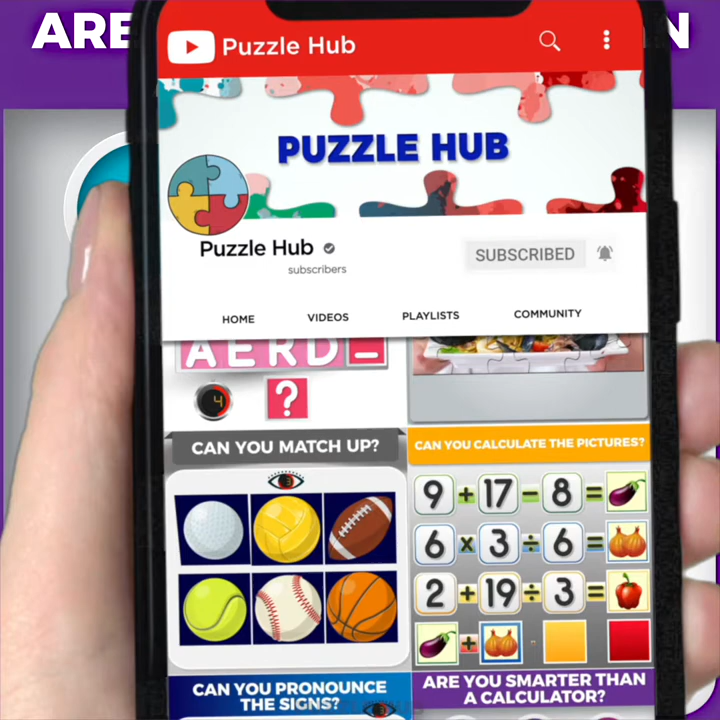 ARE
N
Puzzle Hub
PUZZLE HUB
Puzzle Hub
subscribers
SUBSCRIBED
HOME VIDEOS PLAYLISTS COMMUNITY
AERD_
4
?
CAN YOU MATCH UP?
CAN YOU CALCULATE THE PICTURES?
9 + 17 - 8 =
6 x 3 ÷ 6 =
2 + 19 ÷ 3 =
+
CAN YOU PRONOUNCE
THE SIGNS?
ARE YOU SMARTER THAN
A CALCULATOR?